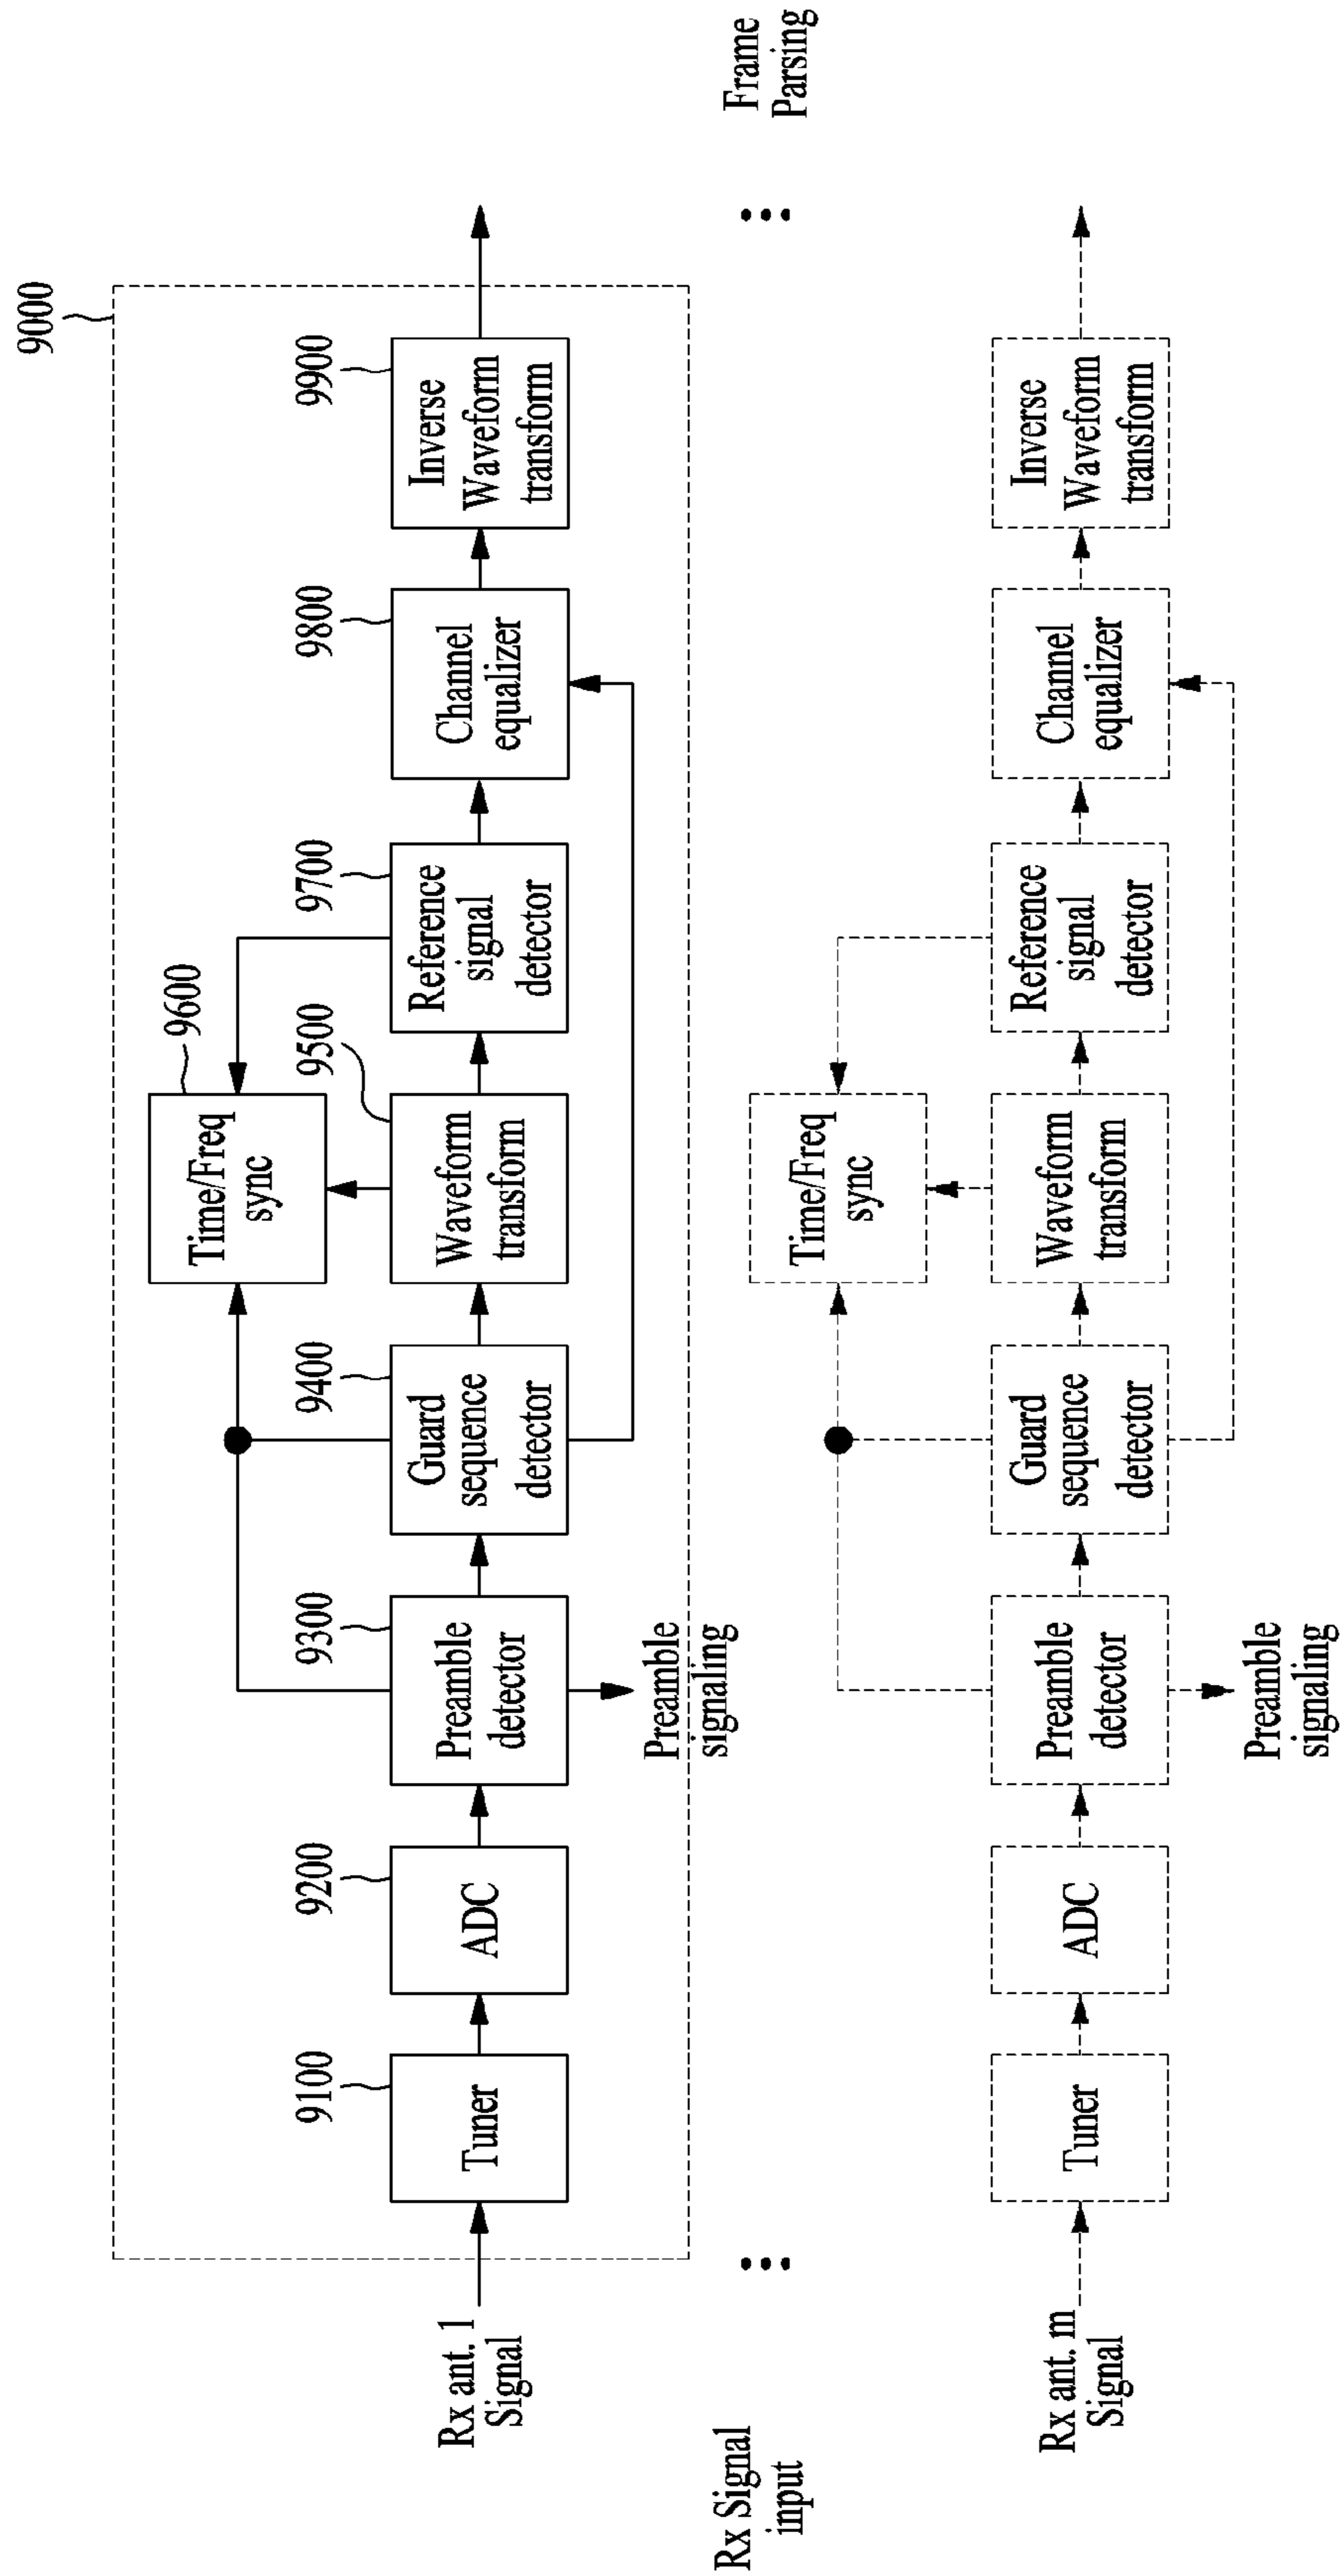 9000
Rx ant. 1
Signal
9100
Tuner
9200
ADC
9300
Preamble
detector
Preamble
signaling
9400
Guard
sequence
detector
9500
Waveform
transform
9600
Time/Freq
sync
9700
Reference
signal
detector
9800
Channel
equalizer
9900
Inverse
Waveform
transform
Rx Signal
input
Frame
Parsing
Rx ant. m
Signal
Tuner
ADC
Preamble
detector
Preamble
signaling
Guard
sequence
detector
Waveform
transform
Time/Freq
sync
Reference
signal
detector
Channel
equalizer
Inverse
Waveform
transform